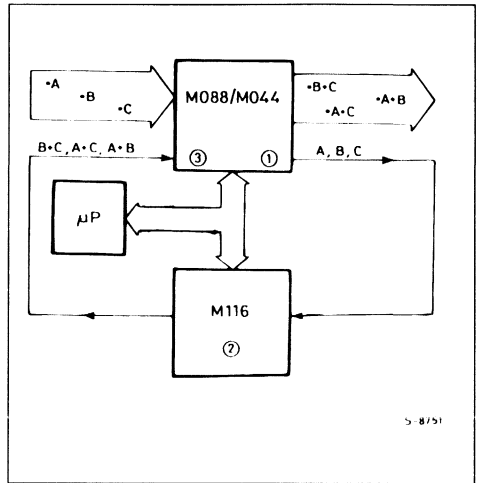 •A
•B
•C
M088/M044
•B+C
•A+C
•A+B
B+C, A+C, A+B
③
①
A, B, C
µP
M116
②
S-8751